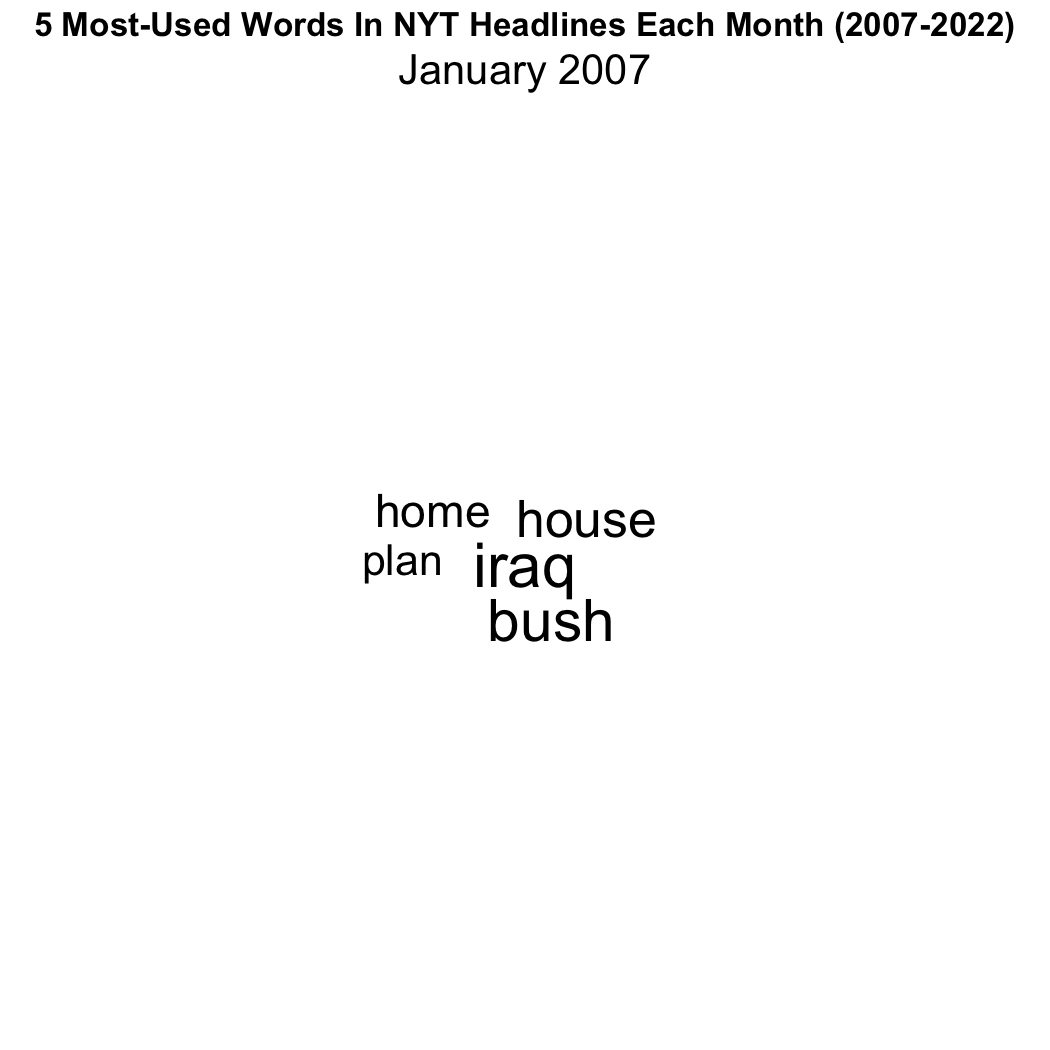 5 Most-Used Words In NYT Headlines Each Month (2007-2022)
January 2007
home house
plan iraq
bush